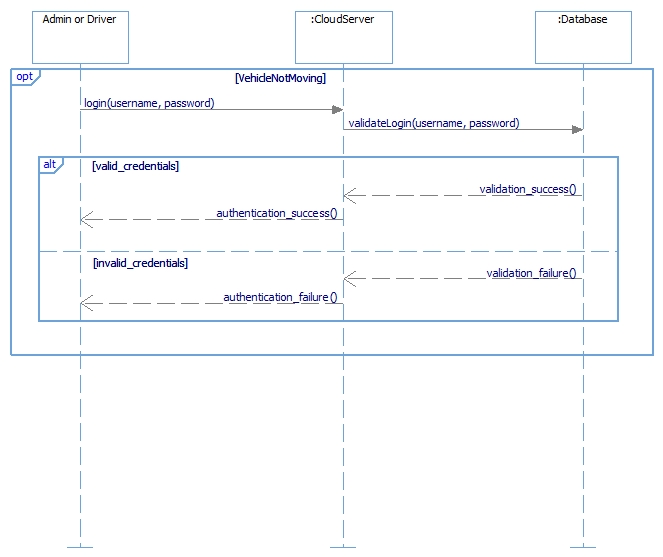 Admin or Driver
:CloudServer
:Database
opt
[VehicleNotMoving]
login(username, password)
validateLogin(username, password)
alt
[valid_credentials]
validation_success()
authentication_success()
[invalid_credentials]
validation_failure()
authentication_failure()